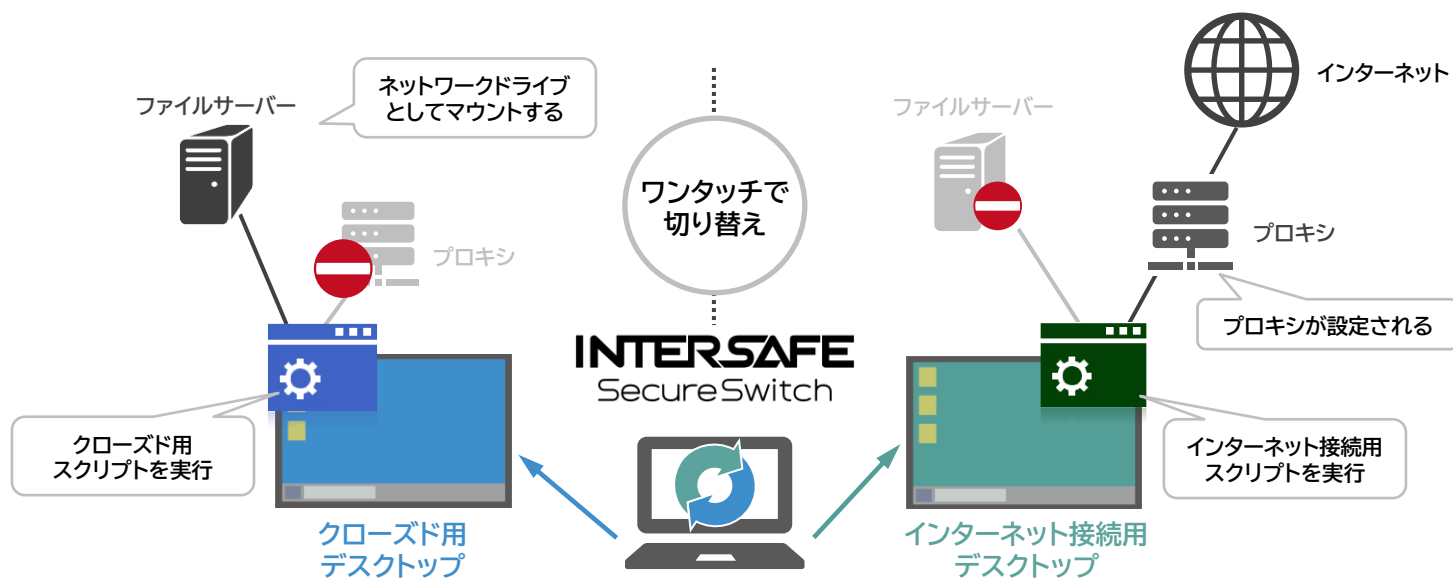 ファイルサーバー
ネットワークドライブ
としてマウントする
プロキシ
クローズド用
スクリプトを実行
クローズド用
デスクトップ
ワンタッチで
切り替え
INTERSAFE
SecureSwitch
ファイルサーバー
インターネット
プロキシ
プロキシが設定される
インターネット接続用
スクリプトを実行
インターネット接続用
デスクトップ